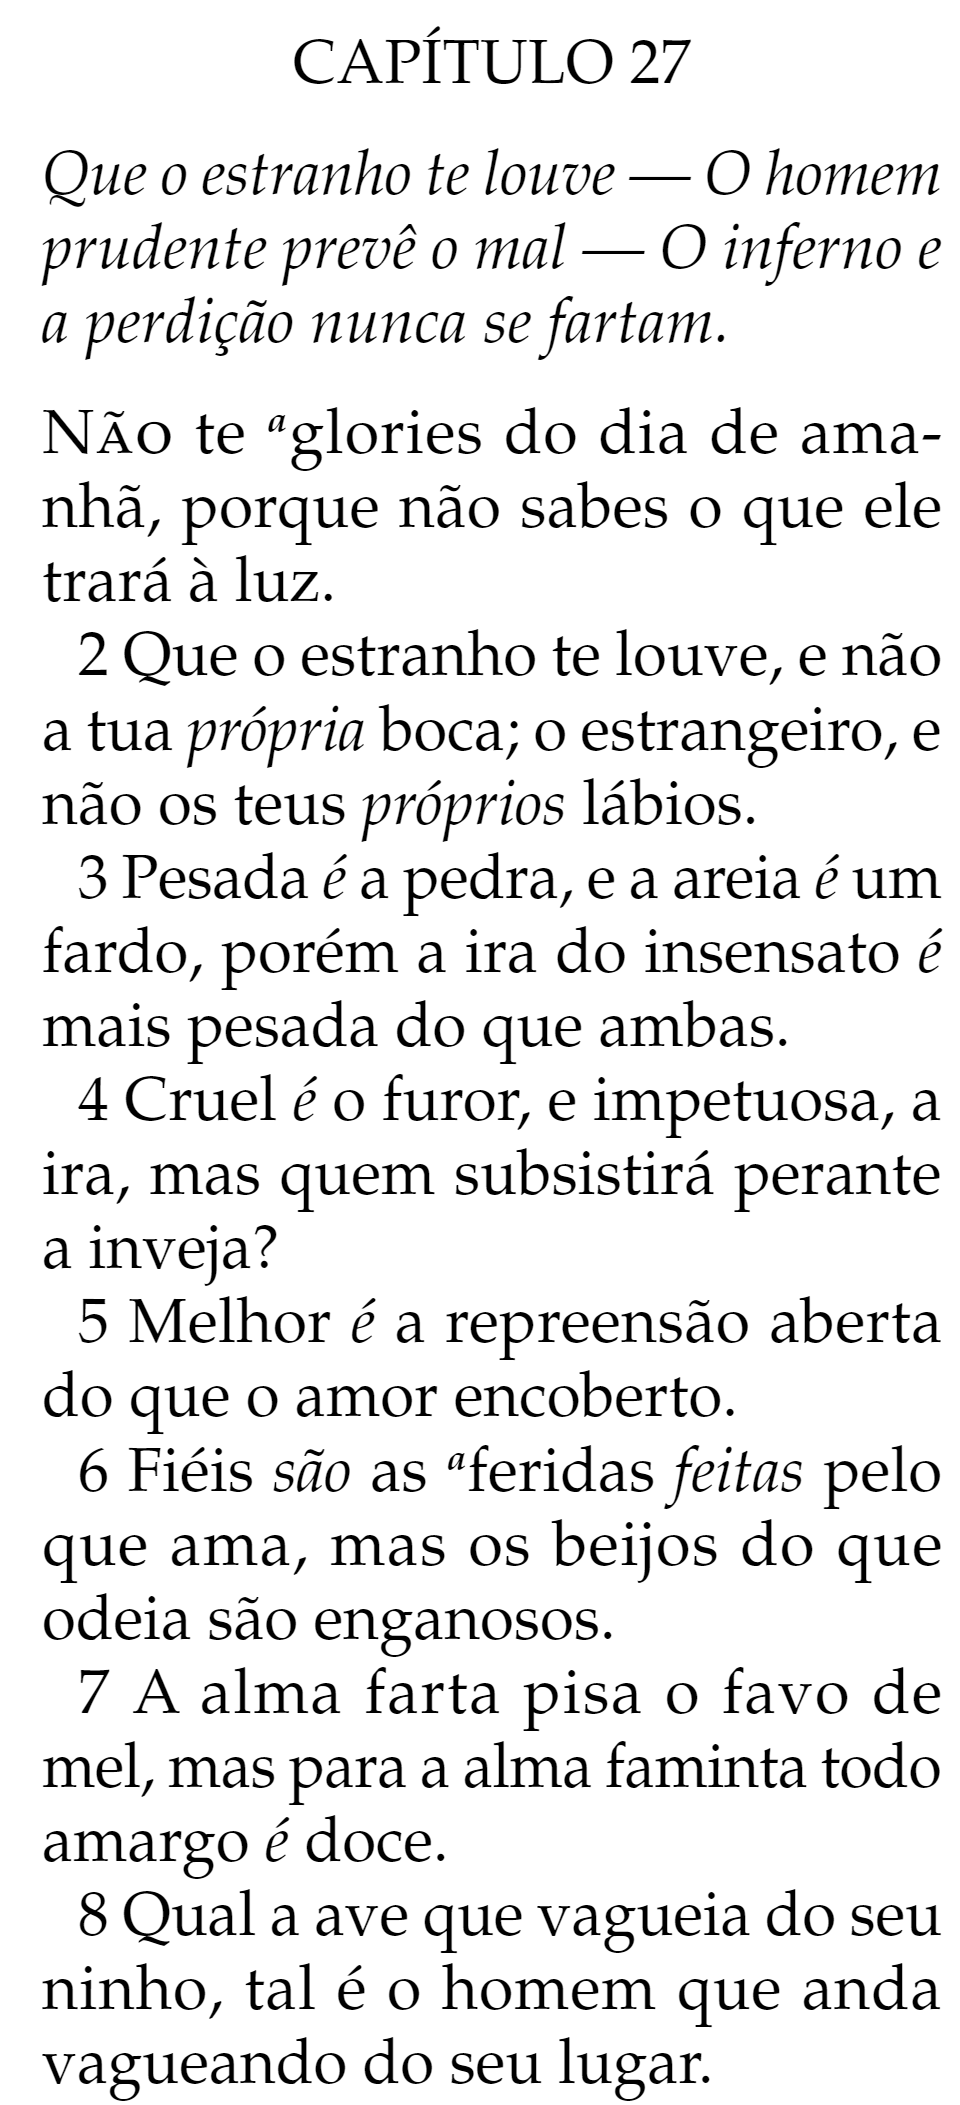 CAPÍTULO 27
Que o estranho te louve — O homem
prudente prevê o mal — O inferno e
a perdição nunca se fartam.
NÃO te ᵃglories do dia de ama-
nhã, porque não sabes o que ele
trará à luz.
2 Que o estranho te louve, e não
a tua própria boca; o estrangeiro, e
não os teus próprios lábios.
3 Pesada é a pedra, e a areia é um
fardo, porém a ira do insensato é
mais pesada do que ambas.
4 Cruel é o furor, e impetuosa, a
ira, mas quem subsistirá perante
a inveja?
5 Melhor é a repreensão aberta
do que o amor encoberto.
6 Fiéis são as ᵃferidas feitas pelo
que ama, mas os beijos do que
odeia são enganosos.
7 A alma farta pisa o favo de
mel, mas para a alma faminta todo
amargo é doce.
8 Qual a ave que vagueia do seu
ninho, tal é o homem que anda
vagueando do seu lugar.